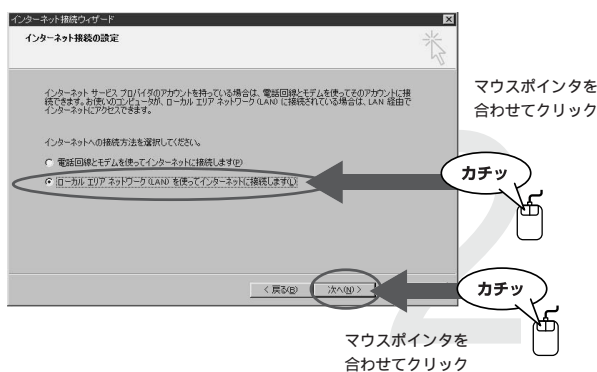 インターネット接続ウィザード
インターネット接続の設定
インターネット サービス プロバイダのアカウントを持っている場合は、電話回線とモデムを使ってそのアカウントに接
続できます。お使いのコンピュータが、ローカル エリア ネットワーク (LAN) に接続されている場合は、LAN 経由で
インターネットにアクセスできます。
インターネットへの接続方法を選択してください。
電話回線とモデムを使ってインターネットに接続します(P)
ローカル エリア ネットワーク (LAN) を使ってインターネットに接続します(L)
マウスポインタを
合わせてクリック
カチッ
< 戻る(B)
次へ(N) >
カチッ
マウスポインタを
合わせてクリック
2